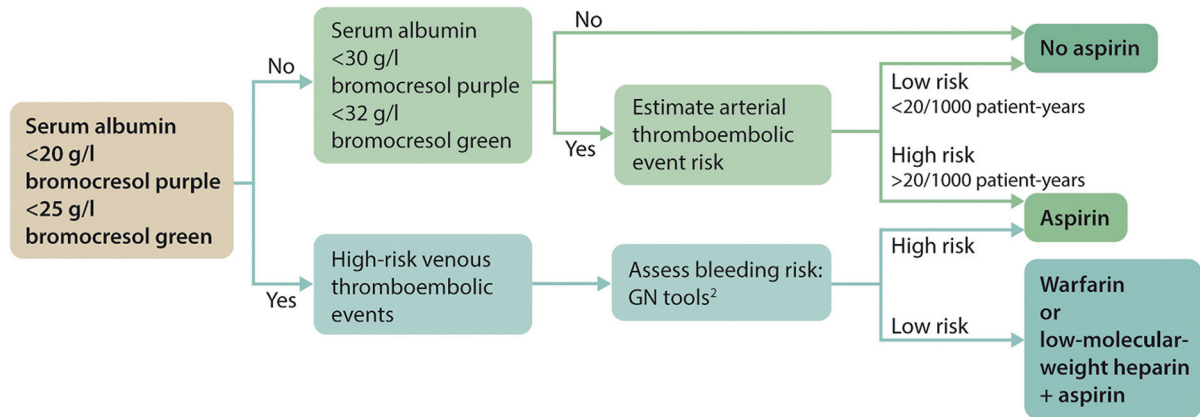 Serum albumin
<20 g/l
bromocresol purple
<25 g/l
bromocresol green
No
Yes
Serum albumin
<30 g/l
bromocresol purple
<32 g/l
bromocresol green
No
Yes
Estimate arterial
thromboembolic
event risk
Low risk
<20/1000 patient-years
High risk
>20/1000 patient-years
No aspirin
Aspirin
High-risk venous
thromboembolic
events
Assess bleeding risk:
GN tools²
High risk
Low risk
Warfarin
or
low-molecular-
weight heparin
+ aspirin